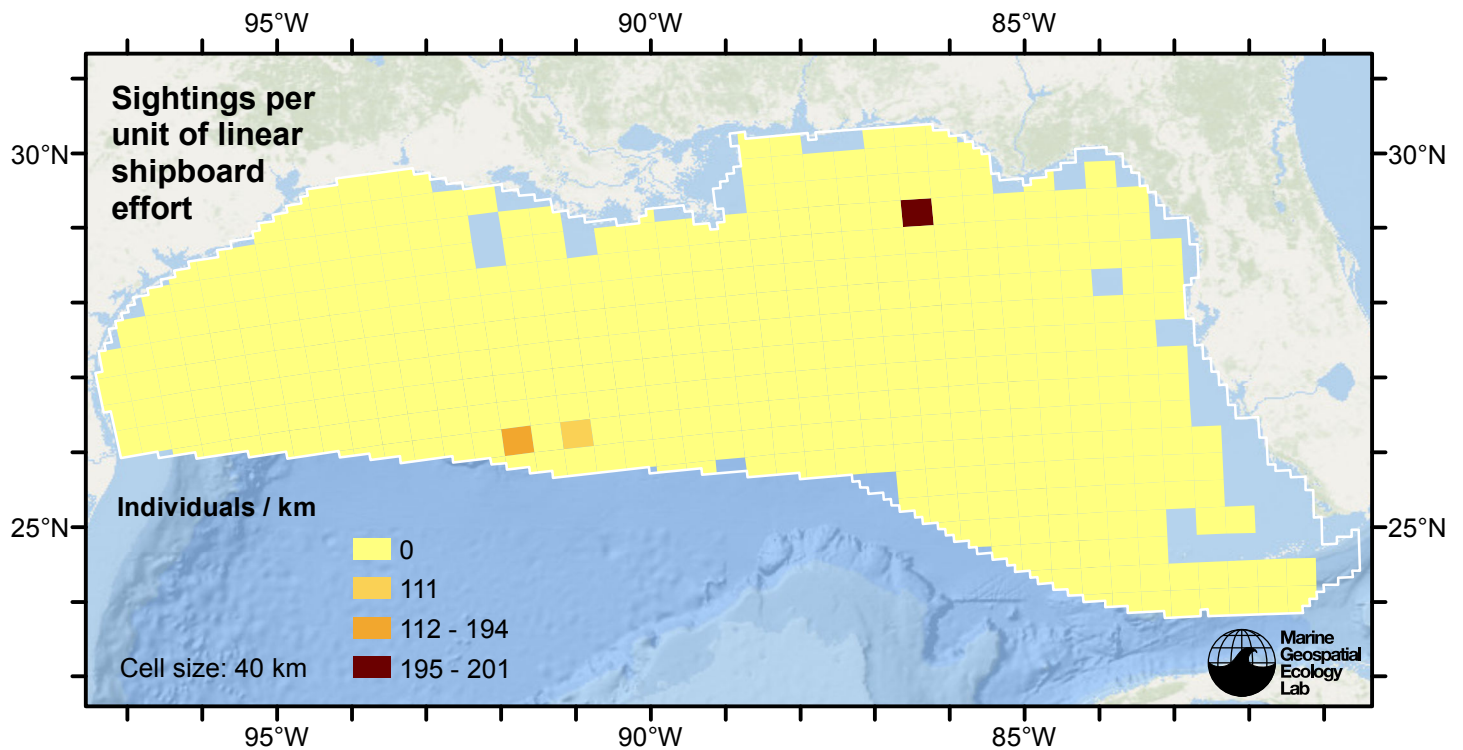 95°W 90°W 85°W
Sightings per
unit of linear
shipboard
effort
30°N 30°N
Individuals / km
25°N 25°N
0
111
112 - 194
195 - 201
Cell size: 40 km
Marine
Geospatial
Ecology
Lab
95°W 90°W 85°W